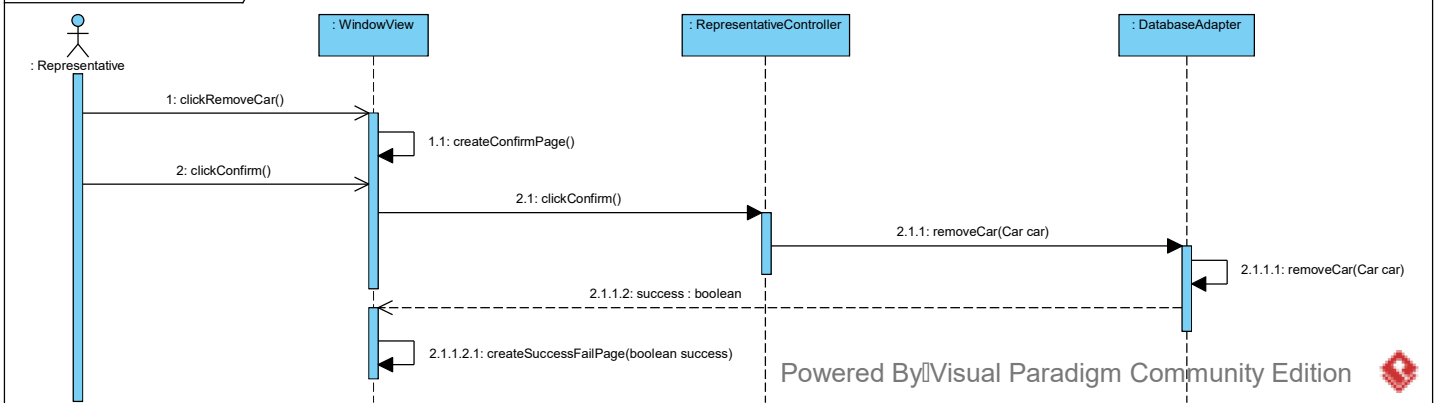 : WindowView
: RepresentativeController
: DatabaseAdapter
: Representative
1: clickRemoveCar()
1.1: createConfirmPage()
2: clickConfirm()
2.1: clickConfirm()
2.1.1: removeCar(Car car)
2.1.1.1: removeCar(Car car)
2.1.1.2: success : boolean
2.1.1.2.1: createSuccessFailPage(boolean success)
Powered By Visual Paradigm Community Edition